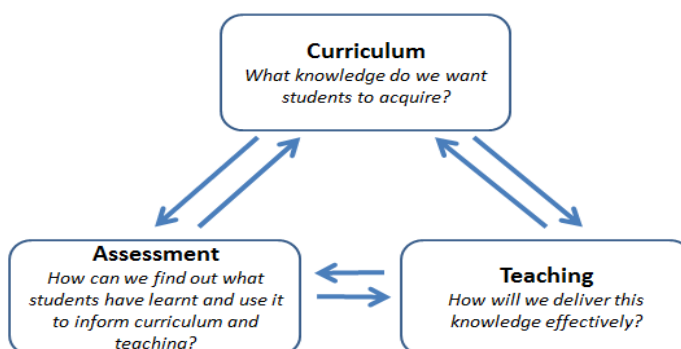 Curriculum
What knowledge do we want
students to acquire?
Assessment
How can we find out what
students have learnt and use it
to inform curriculum and
teaching?
Teaching
How will we deliver this
knowledge effectively?